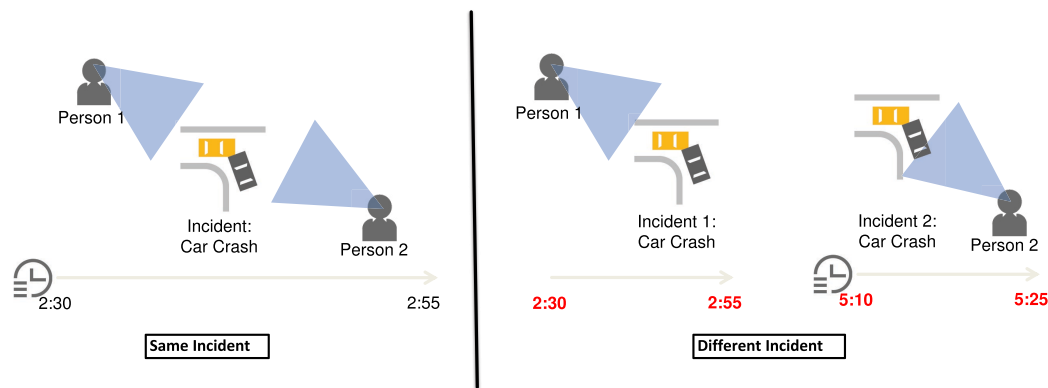 Person 1
Incident:
Car Crash
Person 2
2:30
2:55
Same Incident
Person 1
Incident 1:
Car Crash
Incident 2:
Car Crash
Person 2
2:30
2:55
5:10
5:25
Different Incident